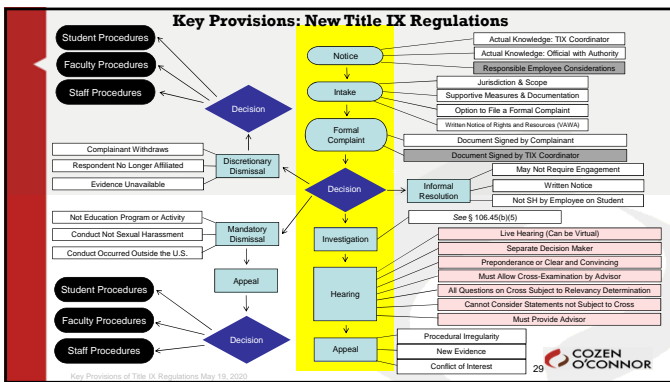 Key Provisions: New Title IX Regulations
Student Procedures
Faculty Procedures
Staff Procedures
Decision
Complainant Withdraws
Respondent No Longer Affiliated
Evidence Unavailable
Discretionary
Dismissal
Not Education Program or Activity
Conduct Not Sexual Harassment
Conduct Occurred Outside the U.S.
Mandatory
Dismissal
Appeal
Student Procedures
Faculty Procedures
Staff Procedures
Decision
Notice
Actual Knowledge: TIX Coordinator
Actual Knowledge: Official with Authority
Responsible Employee Considerations
Intake
Jurisdiction & Scope
Supportive Measures & Documentation
Option to File a Formal Complaint
Written Notice of Rights and Resources (VAWA)
Formal
Complaint
Document Signed by Complainant
Document Signed by TIX Coordinator
Decision
Informal
Resolution
May Not Require Engagement
Written Notice
Not SH by Employee on Student
Investigation
See § 106.45(b)(5)
Hearing
Live Hearing (Can be Virtual)
Separate Decision Maker
Preponderance or Clear and Convincing
Must Allow Cross-Examination by Advisor
All Questions on Cross Subject to Relevancy Determination
Cannot Consider Statements not Subject to Cross
Must Provide Advisor
Appeal
Procedural Irregularity
New Evidence
Conflict of Interest
Key Provisions of Title IX Regulations May 19, 2020
29
COZEN
O'CONNOR